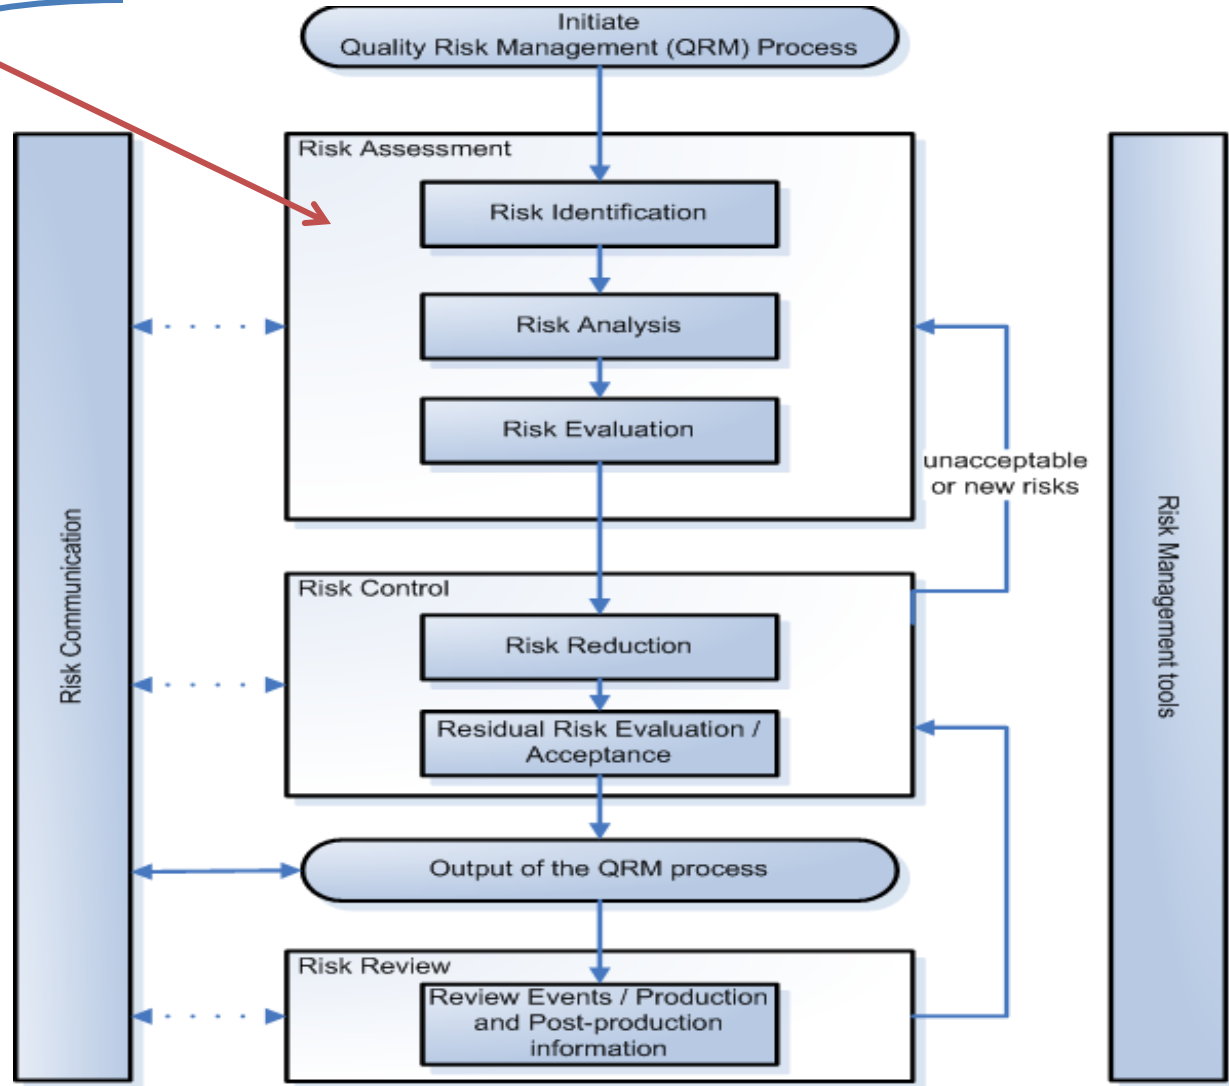 Initiate
Quality Risk Management (QRM) Process
Risk Assessment
Risk Identification
Risk Analysis
Risk Evaluation
unacceptable
or new risks
Risk Control
Risk Reduction
Residual Risk Evaluation /
Acceptance
Output of the QRM process
Risk Review
Review Events / Production
and Post-production
information
Risk Communication
Risk Management tools